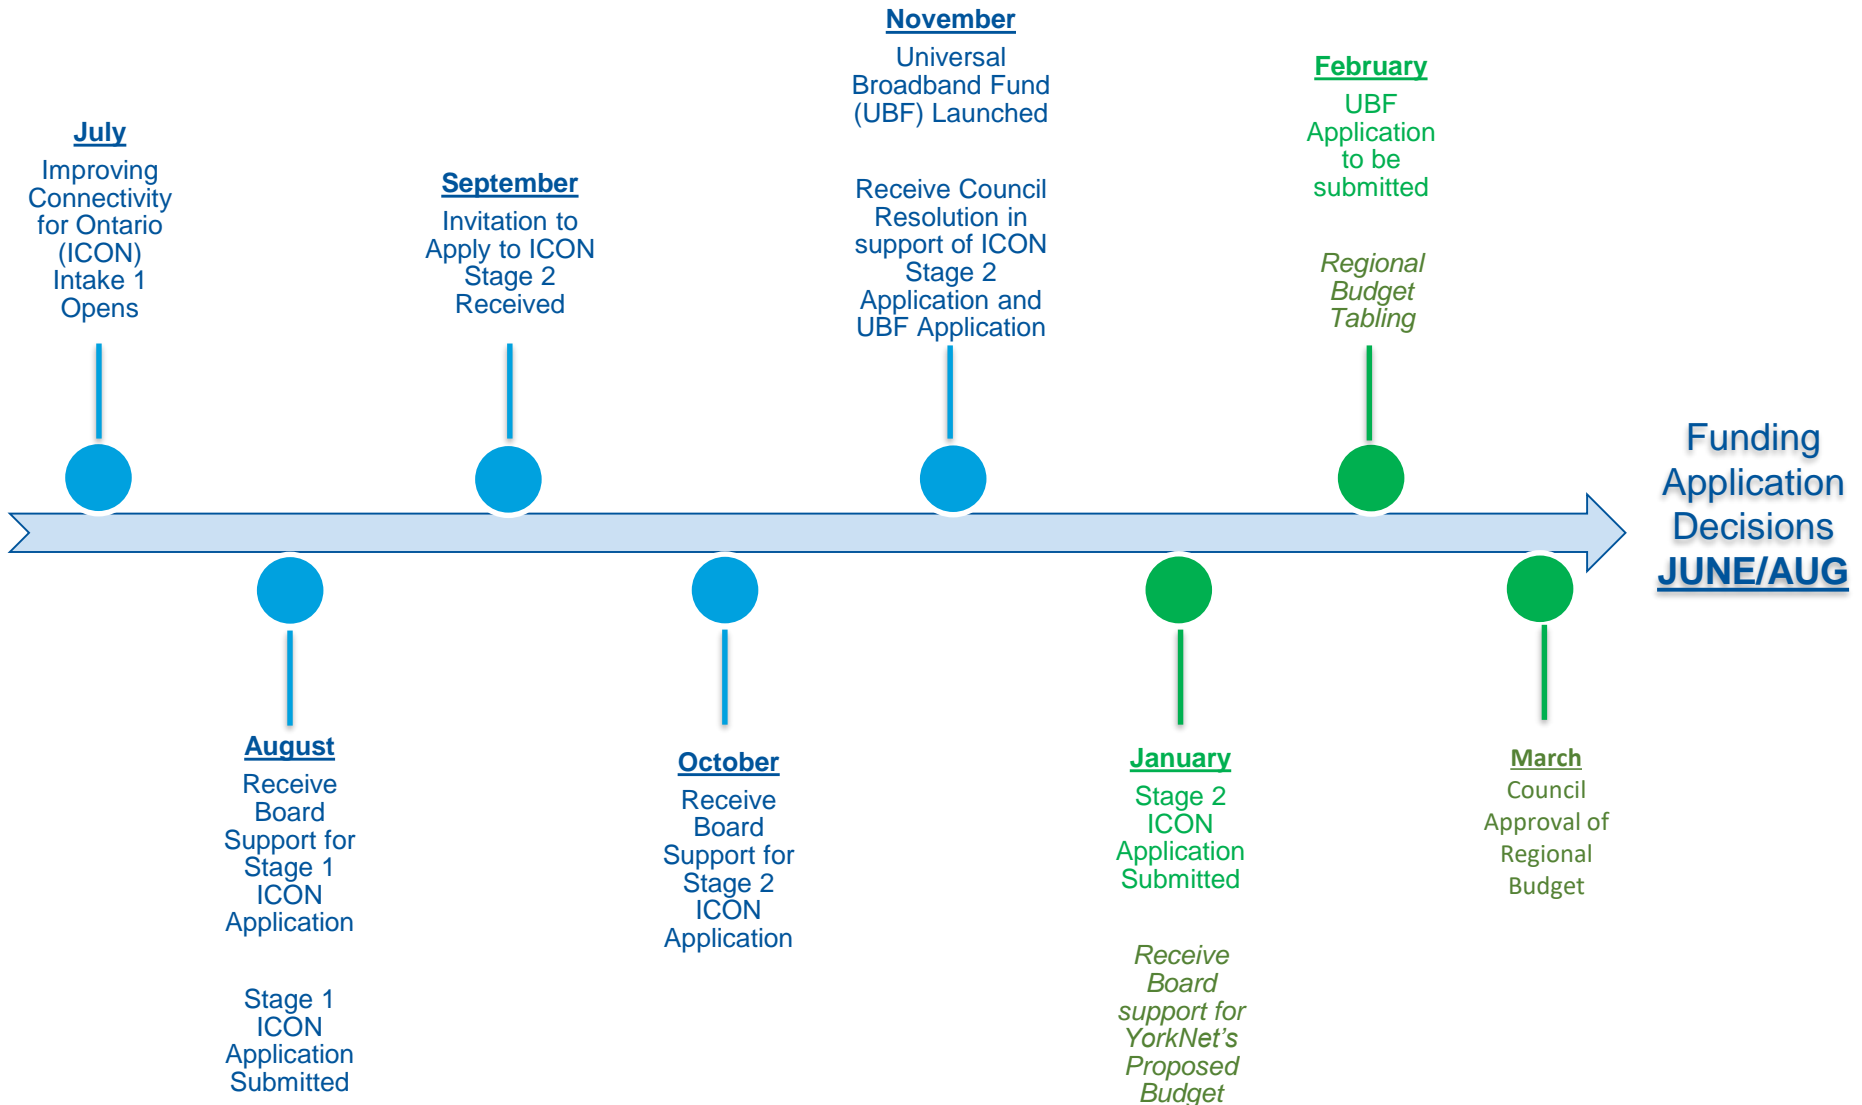 July
Improving
Connectivity
for Ontario
(ICON)
Intake 1
Opens
September
Invitation to
Apply to ICON
Stage 2
Received
November
Universal
Broadband Fund
(UBF) Launched
Receive Council
Resolution in
support of ICON
Stage 2
Application and
UBF Application
February
UBF
Application
to be
submitted
Regional
Budget
Tabling
Funding
Application
Decisions
JUNE/AUG
August
Receive
Board
Support for
Stage 1
ICON
Application
Stage 1
ICON
Application
Submitted
October
Receive
Board
Support for
Stage 2
ICON
Application
January
Stage 2
ICON
Application
Submitted
Receive
Board
support for
YorkNet's
Proposed
Budget
March
Council
Approval of
Regional
Budget